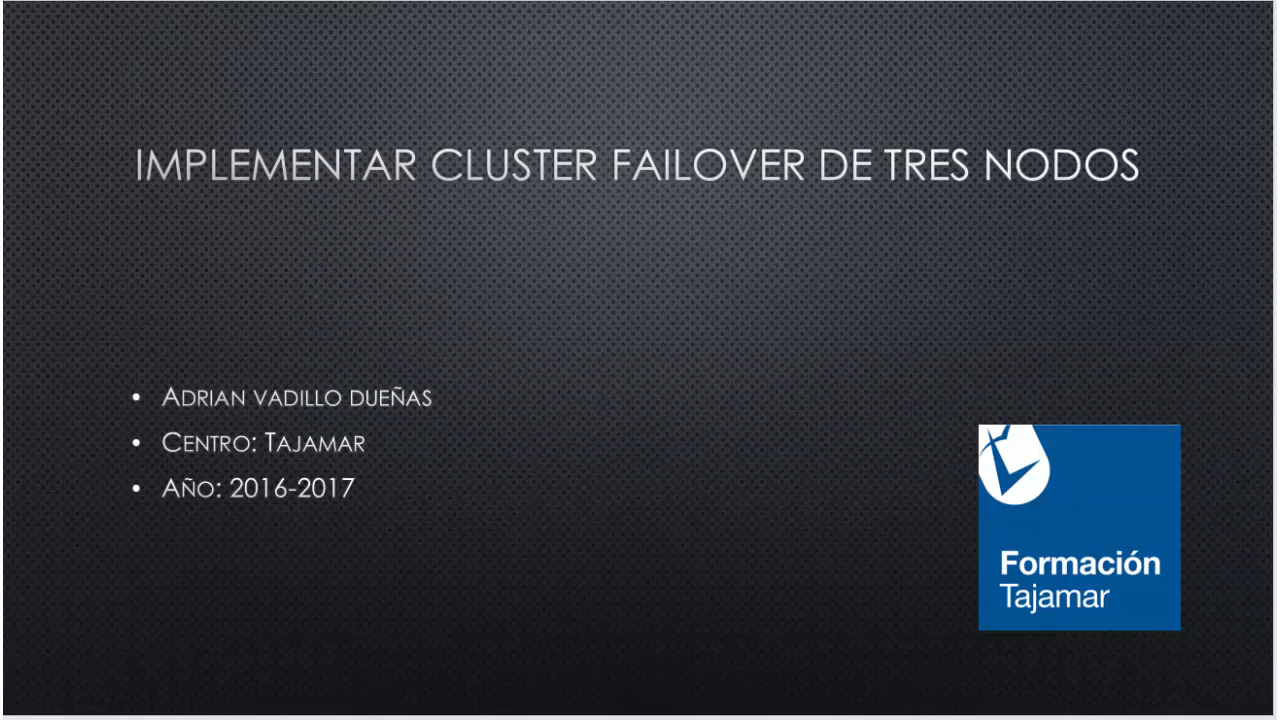 IMPLEMENTAR CLUSTER FAILOVER DE TRES NODOS
• ADRIAN VADILLO DUEÑAS
• CENTRO: TAJAMAR
• AÑO: 2016-2017
Formación
Tajamar